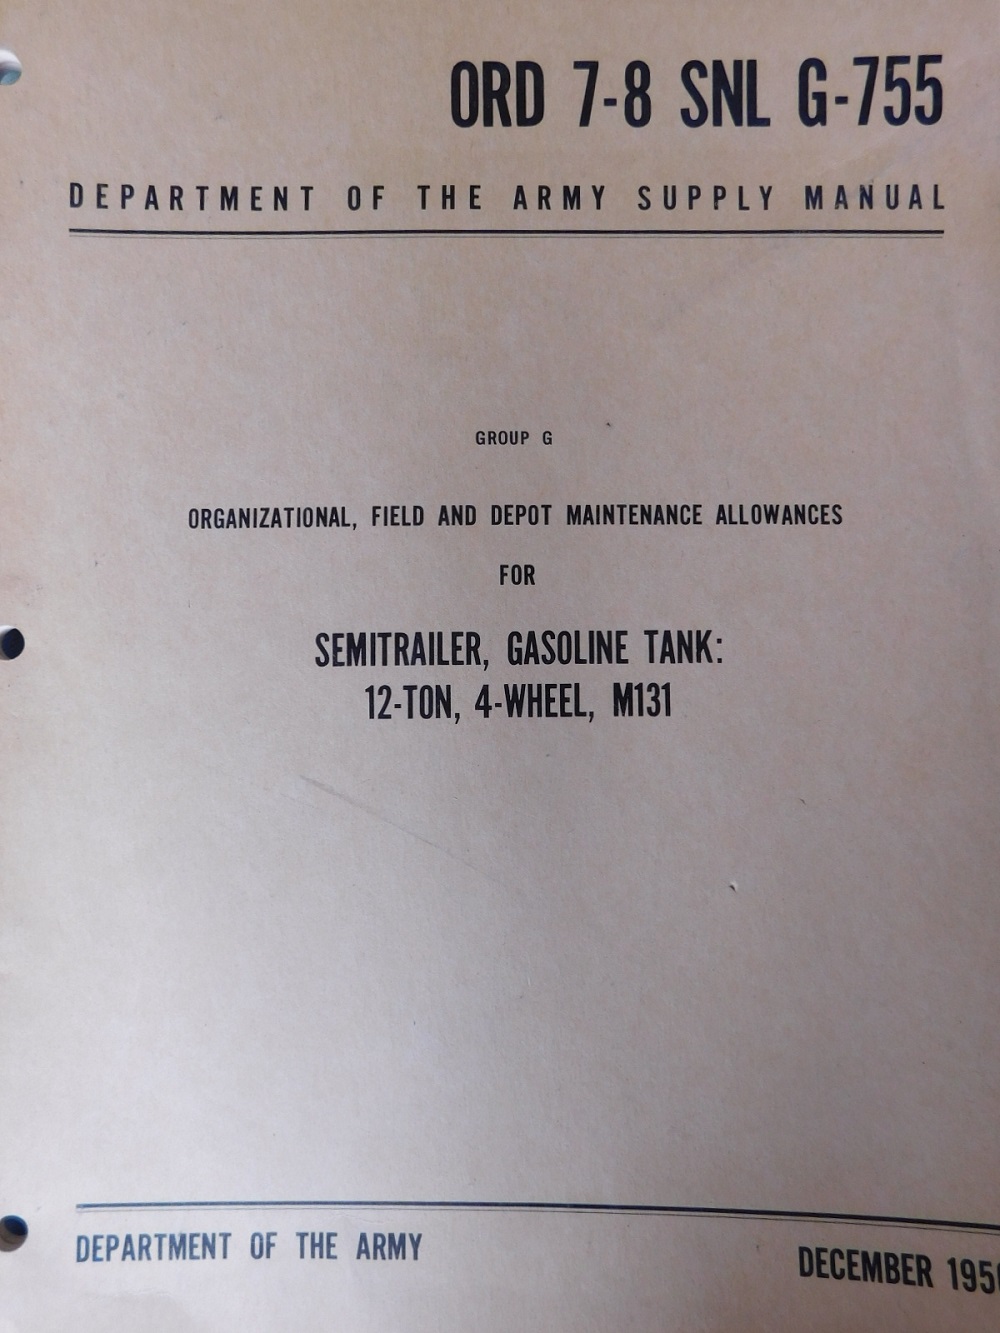 ORD 7-8 SNL G-755
DEPARTMENT OF THE ARMY SUPPLY MANUAL
GROUP G
ORGANIZATIONAL, FIELD AND DEPOT MAINTENANCE ALLOWANCES
FOR
SEMITRAILER, GASOLINE TANK:
12-TON, 4-WHEEL, M131
DEPARTMENT OF THE ARMY
DECEMBER